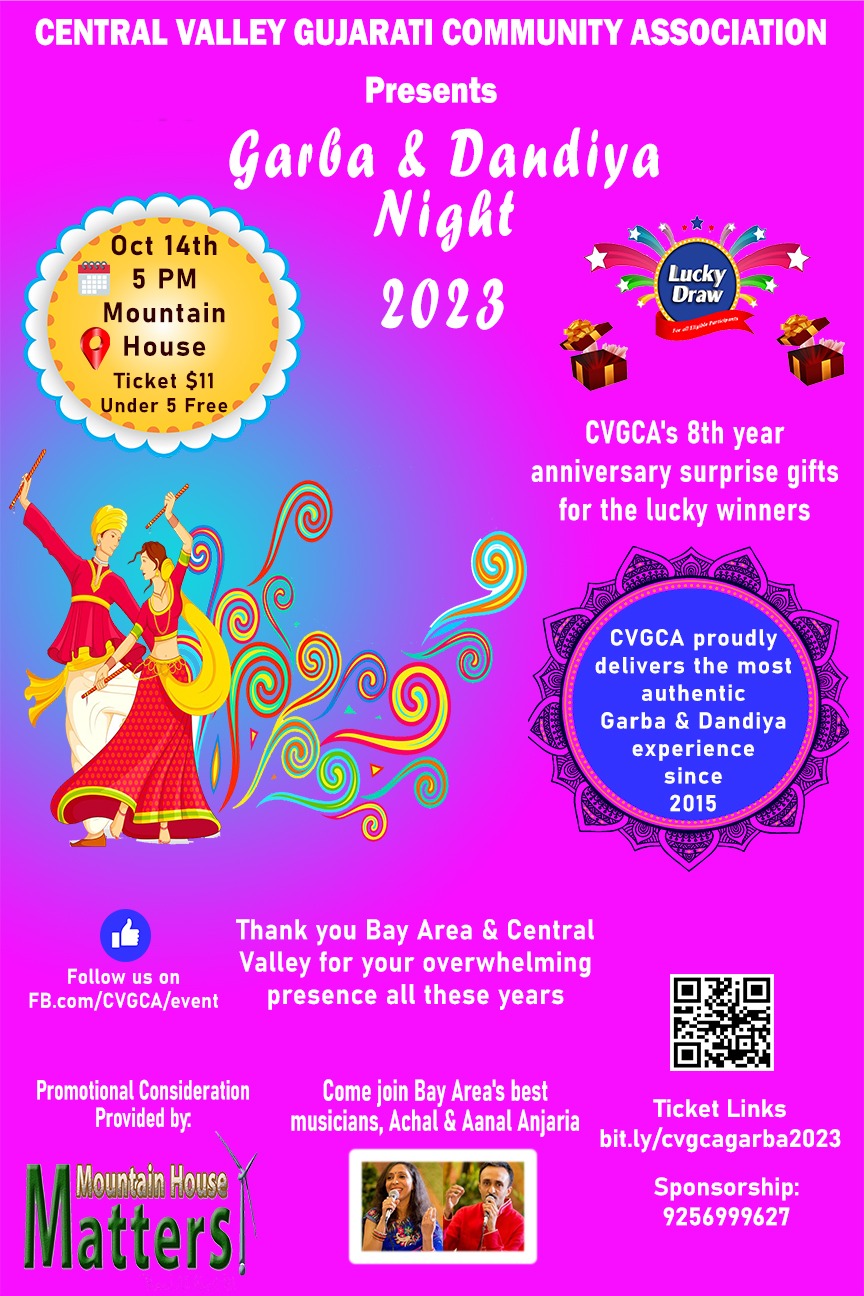 CENTRAL VALLEY GUJARATI COMMUNITY ASSOCIATION
Presents
Garba & Dandiya
Night
2023
Oct 14th
5 PM
Mountain
House
Ticket $11
Under 5 Free
Lucky
Draw
For all Eligible Participants
CVGCA's 8th year
anniversary surprise gifts
for the lucky winners
CVGCA proudly
delivers the most
authentic
Garba & Dandiya
experience
since
2015
Follow us on
FB.com/CVGCA/event
Thank you Bay Area & Central
Valley for your overwhelming
presence all these years
Promotional Consideration
Provided by:
Mountain House
Matters!
Come join Bay Area's best
musicians, Achal & Aanal Anjaria
Ticket Links
bit.ly/cvgcagarba2023
Sponsorship:
9256999627